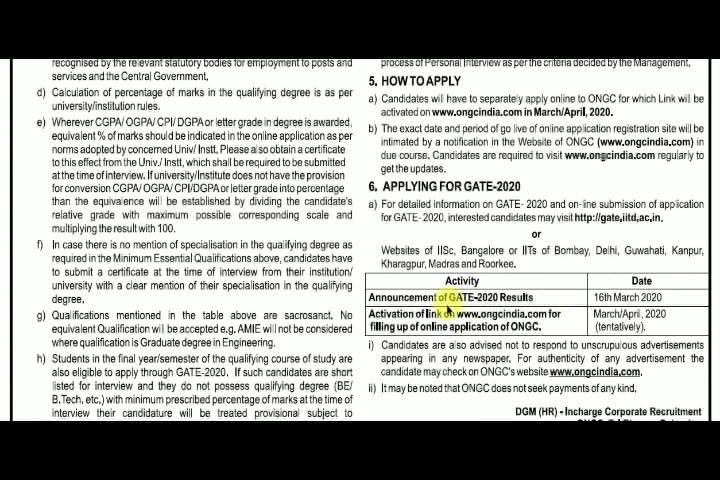 recognised by the relevant statutory bodies for employment to posts and
services and the Central Government.
d) Calculation of percentage of marks in the qualifying degree is as per
university/institution rules.
e) Wherever CGPA/ OGPA/ CPI/ DGPA or letter grade in degree is awarded,
equivalent % of marks should be indicated in the online application as per
norms adopted by concerned Univ/ Instt. Please also obtain a certificate
to this effect from the Univ./ Instt, which shall be required to be submitted
at the time of interview. If university/Institute does not have the provision
for conversion CGPA/ OGPA/ CPI/DGPA or letter grade into percentage
than the equivalence will be established by dividing the candidate's
relative grade with maximum possible corresponding scale and
multiplying the result with 100.
f) In case there is no mention of specialisation in the qualifying degree as
required in the Minimum Essential Qualifications above, candidates have
to submit a certificate at the time of interview from their institution/
university with a clear mention of their specialisation in the qualifying
degree.
g) Qualifications mentioned in the table above are sacrosanct. No
equivalent Qualification will be accepted e.g. AMIE will not be considered
where qualification is Graduate degree in Engineering.
h) Students in the final year/semester of the qualifying course of study are
also eligible to apply through GATE-2020. If such candidates are short
listed for interview and they do not possess qualifying degree (BE/
B.Tech. etc.) with minimum prescribed percentage of marks at the time of
interview their candidature will be treated provisional subject to
process of Personal Interview as per the criteria decided by the Management.
5. HOW TO APPLY
a) Candidates will have to separately apply online to ONGC for which Link will be
activated on www.ongcindia.com in March/April, 2020.
b) The exact date and period of go live of online application registration site will be
intimated by a notification in the Website of ONGC (www.ongcindia.com) in
due course. Candidates are required to visit www.ongcindia.com regularly to
get the updates.
6. APPLYING FOR GATE-2020
a) For detailed information on GATE- 2020 and on-line submission of application
for GATE- 2020, interested candidates may visit http://gate.iitd.ac.in.
or
Websites of IISc, Bangalore or IITs of Bombay, Delhi, Guwahati, Kanpur,
Kharagpur, Madras and Roorkee.
Activity Date
Announcement of GATE-2020 Results 16th March 2020
Activation of link on www.ongcindia.com for March/April, 2020
filling up of online application of ONGC. (tentatively).
i) Candidates are also advised not to respond to unscrupulous advertisements
appearing in any newspaper. For authenticity of any advertisement the
candidate may check on ONGC's website www.ongcindia.com.
ii) It may be noted that ONGC does not seek payments of any kind.
DGM (HR) - Incharge Corporate Recruitment